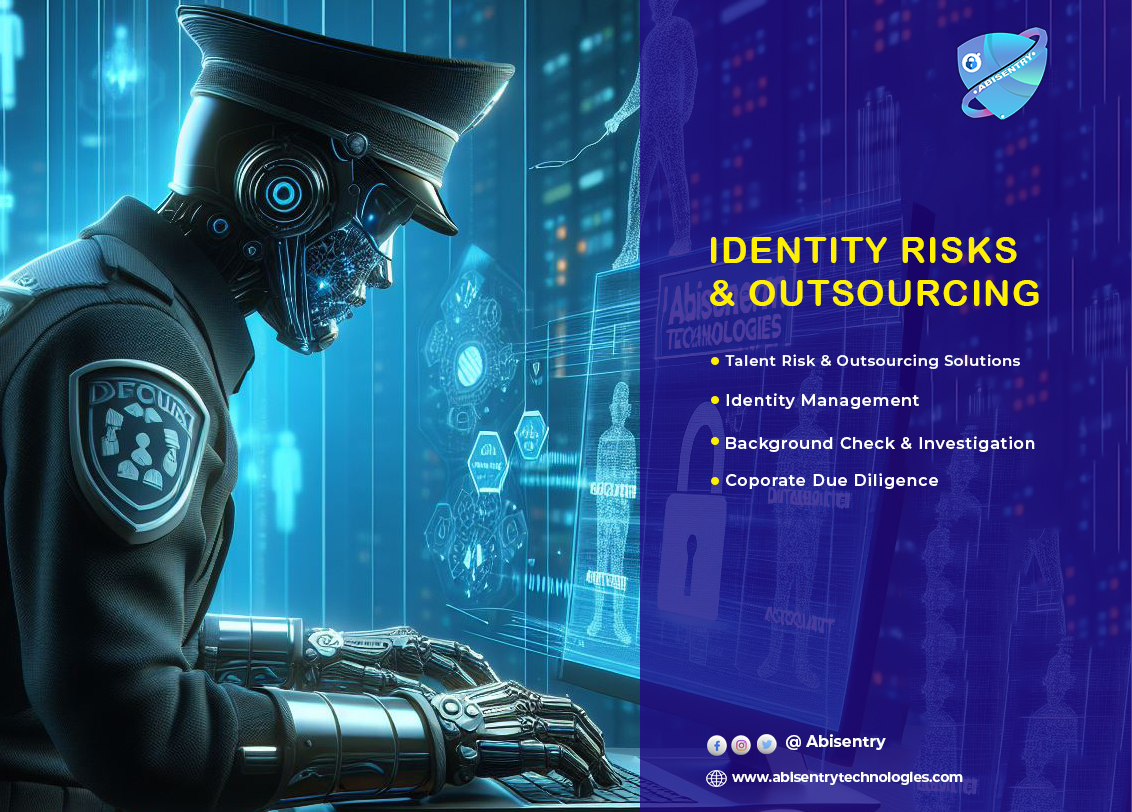 •ABISENTRY•
IDENTITY RISKS
& OUTSOURCING
TECHNOLOGIES
Talent Risk & Outsourcing Solutions
Identity Management
Background Check & Investigation
Coporate Due Diligence
@ Abisentry
www.abisentrytechnologies.com